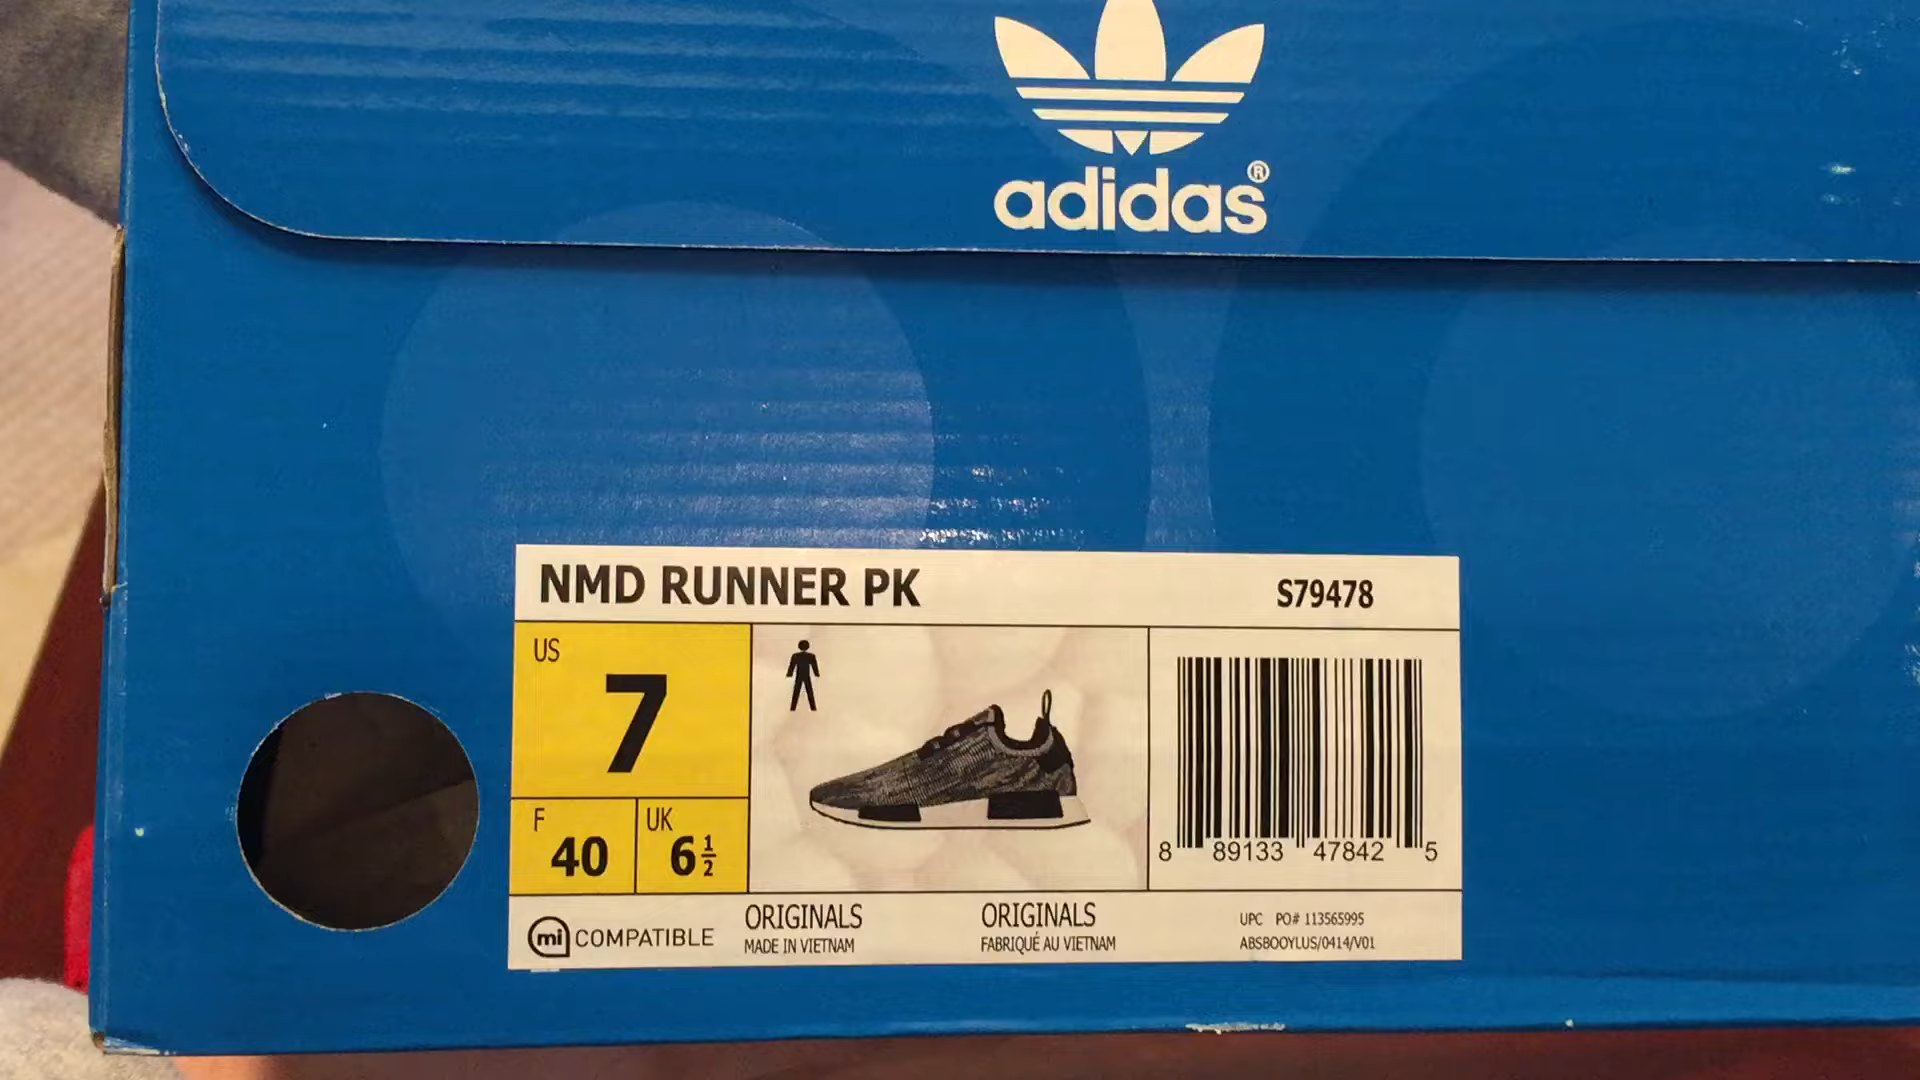 adidas®
NMD RUNNER PK
S79478
US
7
F
40
UK
6 1/2
8 89133 47842 5
mi COMPATIBLE
ORIGINALS
MADE IN VIETNAM
ORIGINALS
FABRIQUÉ AU VIETNAM
UPC PO# 113565995
ABSBOOYLUS/0414/V01